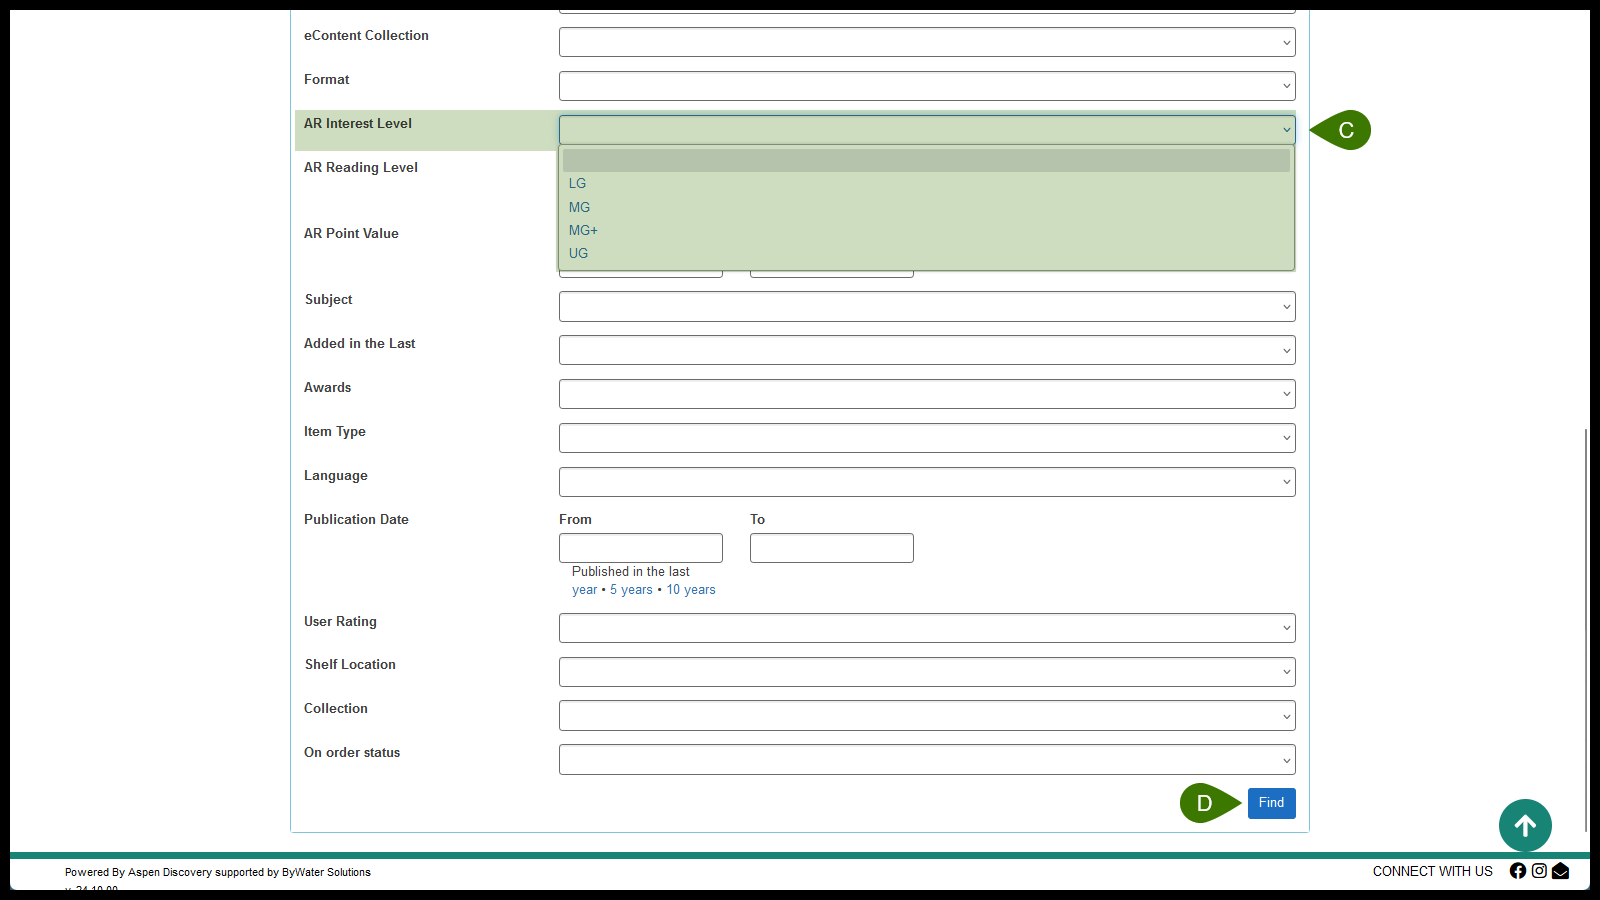 eContent Collection
Format
AR Interest Level
C
AR Reading Level
LG
MG
AR Point Value
MG+
UG
Subject
Added in the Last
Awards
Item Type
Language
Publication Date From To
Published in the last
year • 5 years • 10 years
User Rating
Shelf Location
Collection
On order status
D Find
Powered By Aspen Discovery supported by ByWater Solutions
CONNECT WITH US
v. 24.10.00